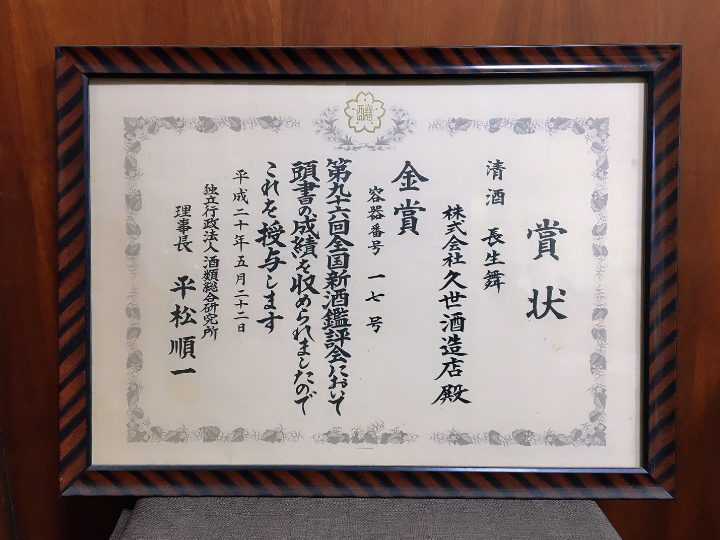 賞状
清酒 長生舞
株式会社久世酒造店殿
金賞
容器番号 一七号
第九十六回全国新酒鑑評会において
頭書の成績を収められましたので
これを授与します
平成二十年五月二十二日
独立行政法人酒類総合研究所
理事長 平松順一